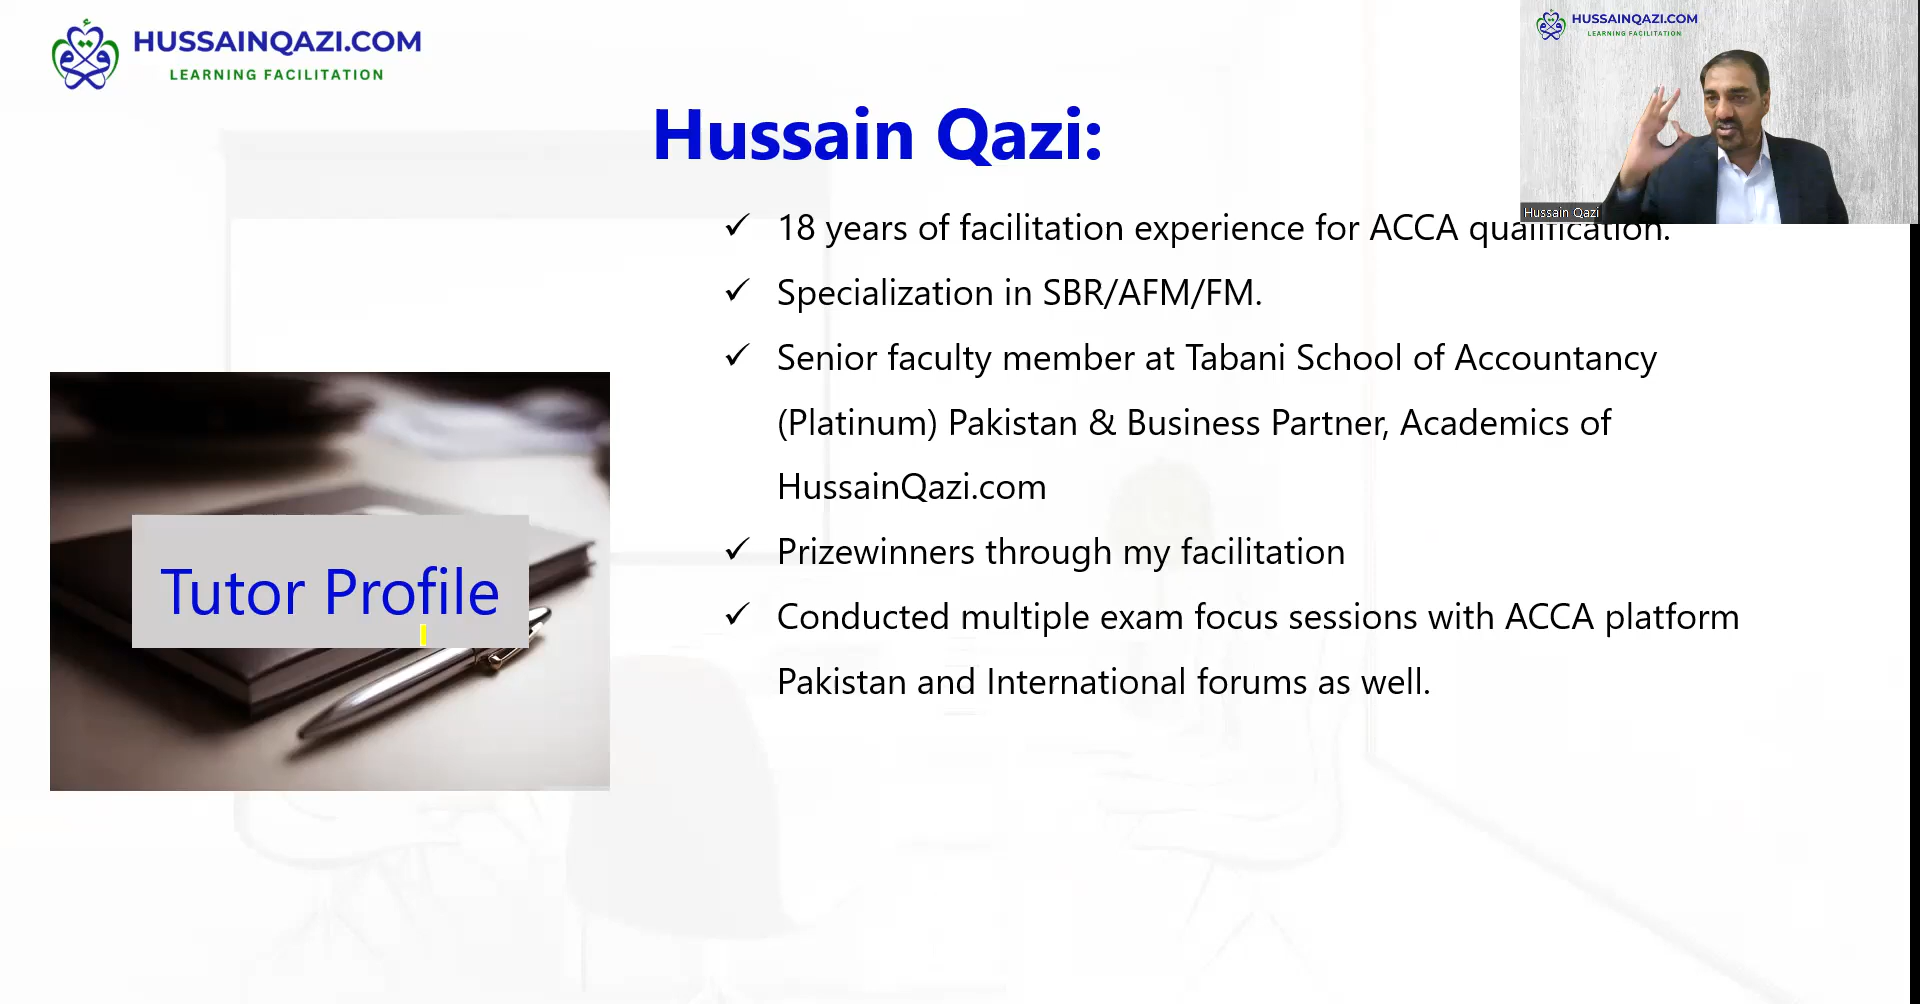 HUSSAINQAZI.COM
LEARNING FACILITATION
HUSSAINQAZI.COM
LEARNING FACILITATION
Hussain Qazi
Hussain Qazi:
✓ 18 years of facilitation experience for ACCA qualification.
✓ Specialization in SBR/AFM/FM.
✓ Senior faculty member at Tabani School of Accountancy
(Platinum) Pakistan & Business Partner, Academics of
HussainQazi.com
✓ Prizewinners through my facilitation
✓ Conducted multiple exam focus sessions with ACCA platform
Pakistan and International forums as well.
Tutor Profile